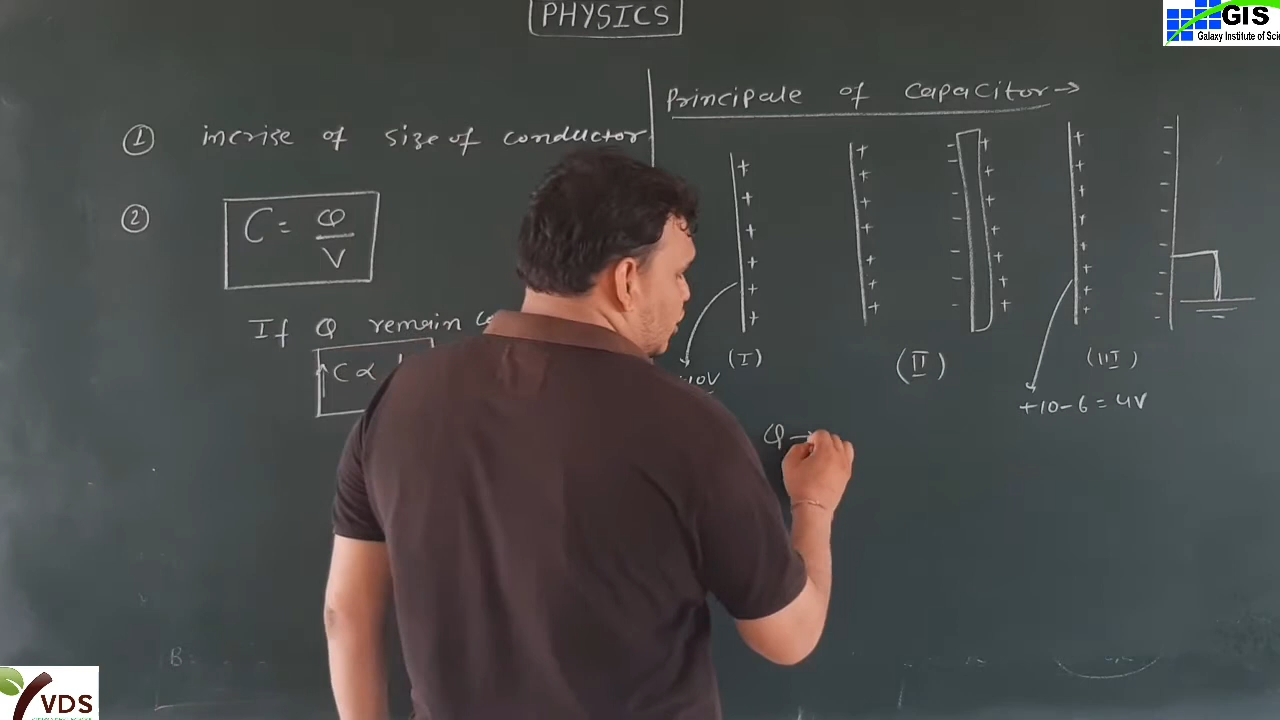 PHYSICS
GIS
Galaxy Institute of Sci
① incrise of size of conductor.
② C = φ/V
If φ remain
↑ C ∝
Principale of Capacitor →
+ + + + + +
(I)
+ + + + + + +
- - - - - - -
+ + + + + + +
(II)
+ + + + + + + +
- - - - - - - -
(III)
10V
+10-6 = 4V
φ →
VDS